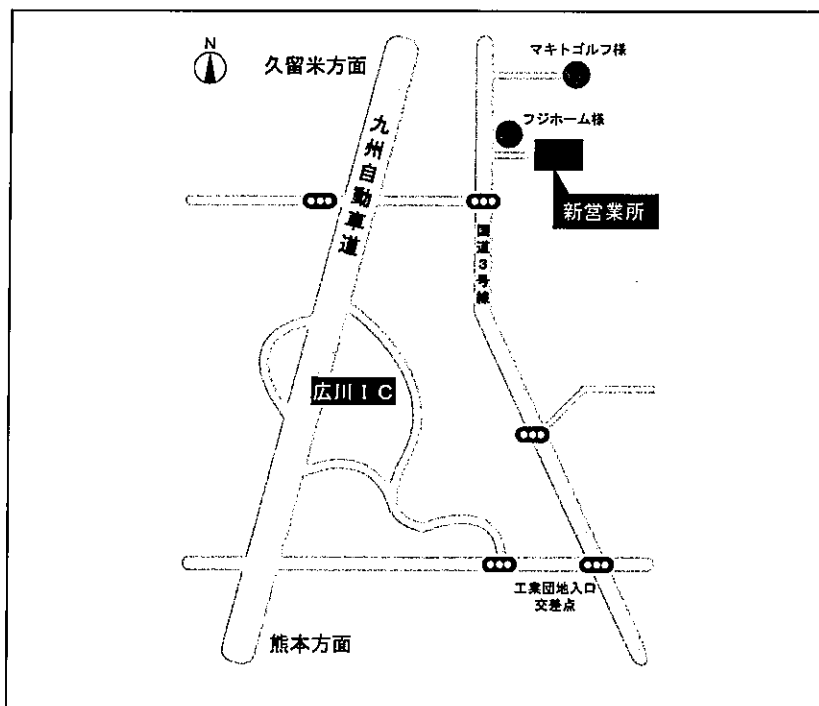 N
久留米方面
マキトゴルフ様
フジホーム様
新営業所
九州自動車道
国道3号線
広川IC
工業団地入口
交差点
熊本方面